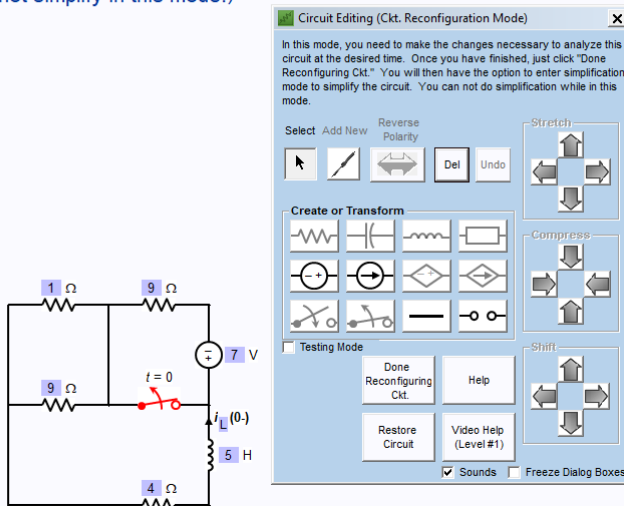 not simplify in this mode.)
Circuit Editing (Ckt. Reconfiguration Mode)
X
In this mode, you need to make the changes necessary to analyze this
circuit at the desired time. Once you have finished, just click "Done
Reconfiguring Ckt." You will then have the option to enter simplification
mode to simplify the circuit. You can not do simplification while in this
mode.
Select
Add New
Reverse
Polarity
Del
Undo
Stretch
Create or Transform
Compress
Testing Mode
Done
Reconfiguring
Ckt.
Help
Restore
Circuit
Video Help
(Level #1)
Shift
Sounds
Freeze Dialog Boxes
1 Ω
9 Ω
- +
7 V
9 Ω
t = 0
i L (0-)
5 H
4 Ω